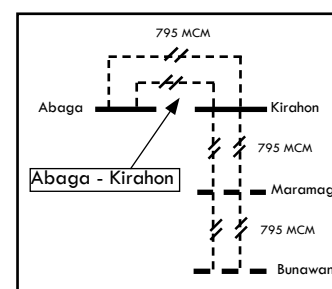 795 MCM
Abaga
Kirahon
Abaga - Kirahon
795 MCM
Maramag
795 MCM
Bunawan